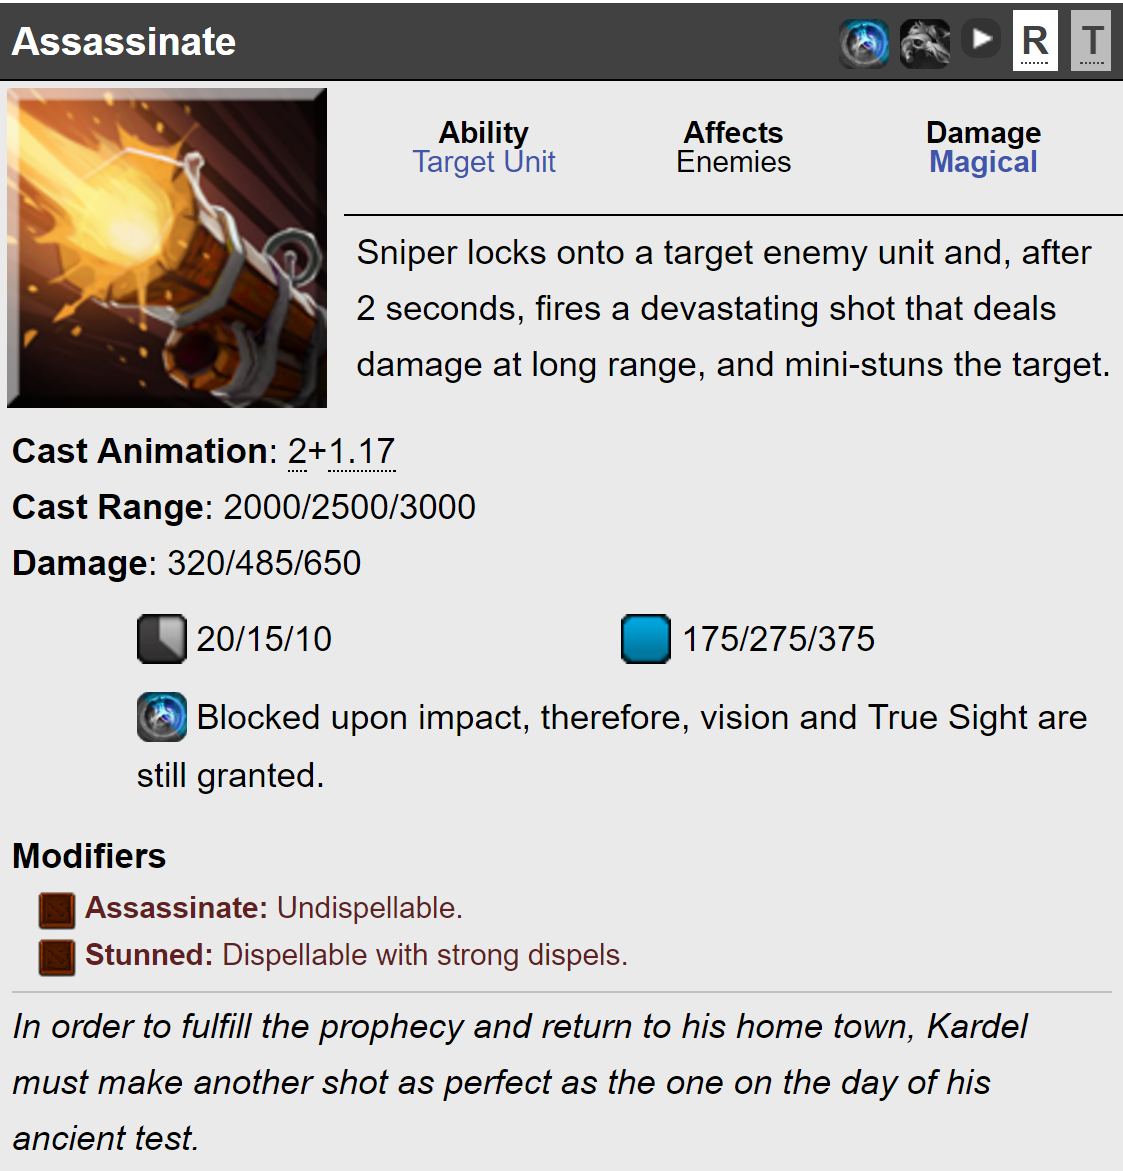 Assassinate
R T
Ability Affects Damage
Target Unit Enemies Magical
Sniper locks onto a target enemy unit and, after
2 seconds, fires a devastating shot that deals
damage at long range, and mini-stuns the target.
Cast Animation: 2+1.17
Cast Range: 2000/2500/3000
Damage: 320/485/650
20/15/10 175/275/375
Blocked upon impact, therefore, vision and True Sight are
still granted.
Modifiers
Assassinate: Undispellable.
Stunned: Dispellable with strong dispels.
In order to fulfill the prophecy and return to his home town, Kardel
must make another shot as perfect as the one on the day of his
ancient test.